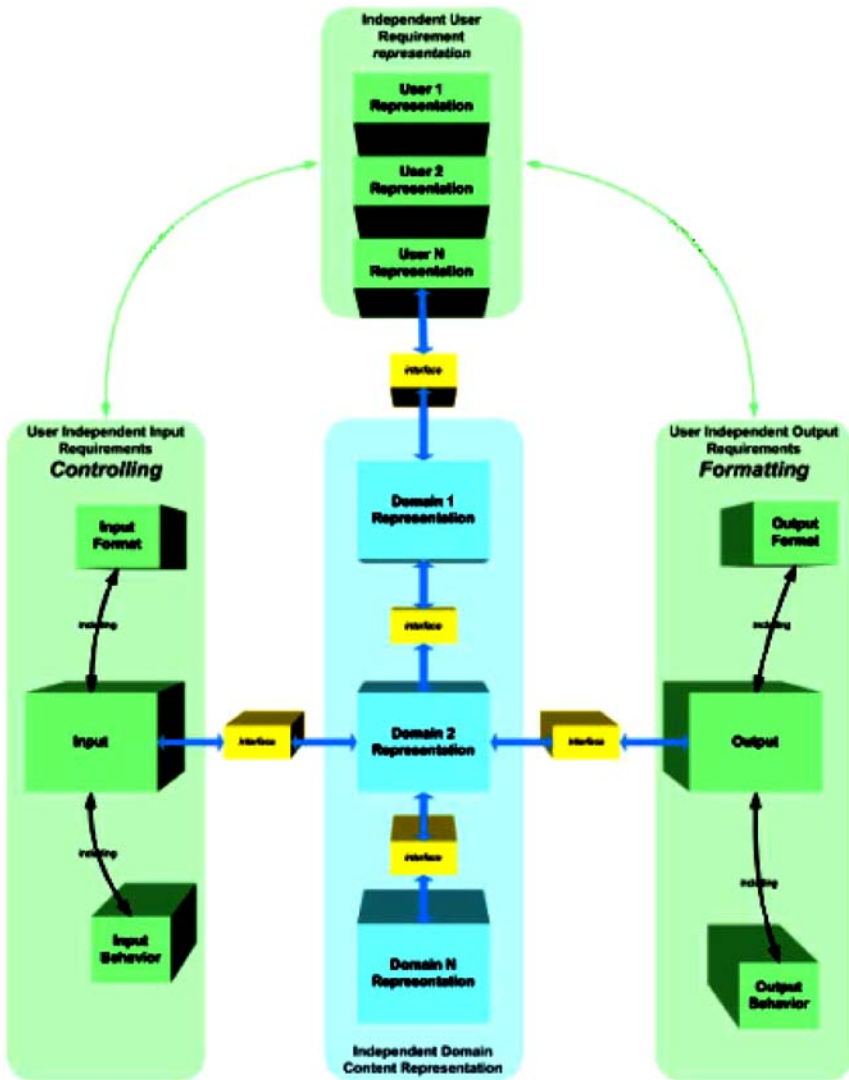 Independent User
Requirement
representation
User 1
Representation
User 2
Representation
User N
Representation
interface
User Independent Input
Requirements
Controlling
Input
Format
including
Input
including
Input
Behavior
interface
Domain 1
Representation
interface
Domain 2
Representation
interface
Domain N
Representation
Independent Domain
Content Representation
interface
User Independent Output
Requirements
Formatting
Output
Format
including
Output
including
Output
Behavior